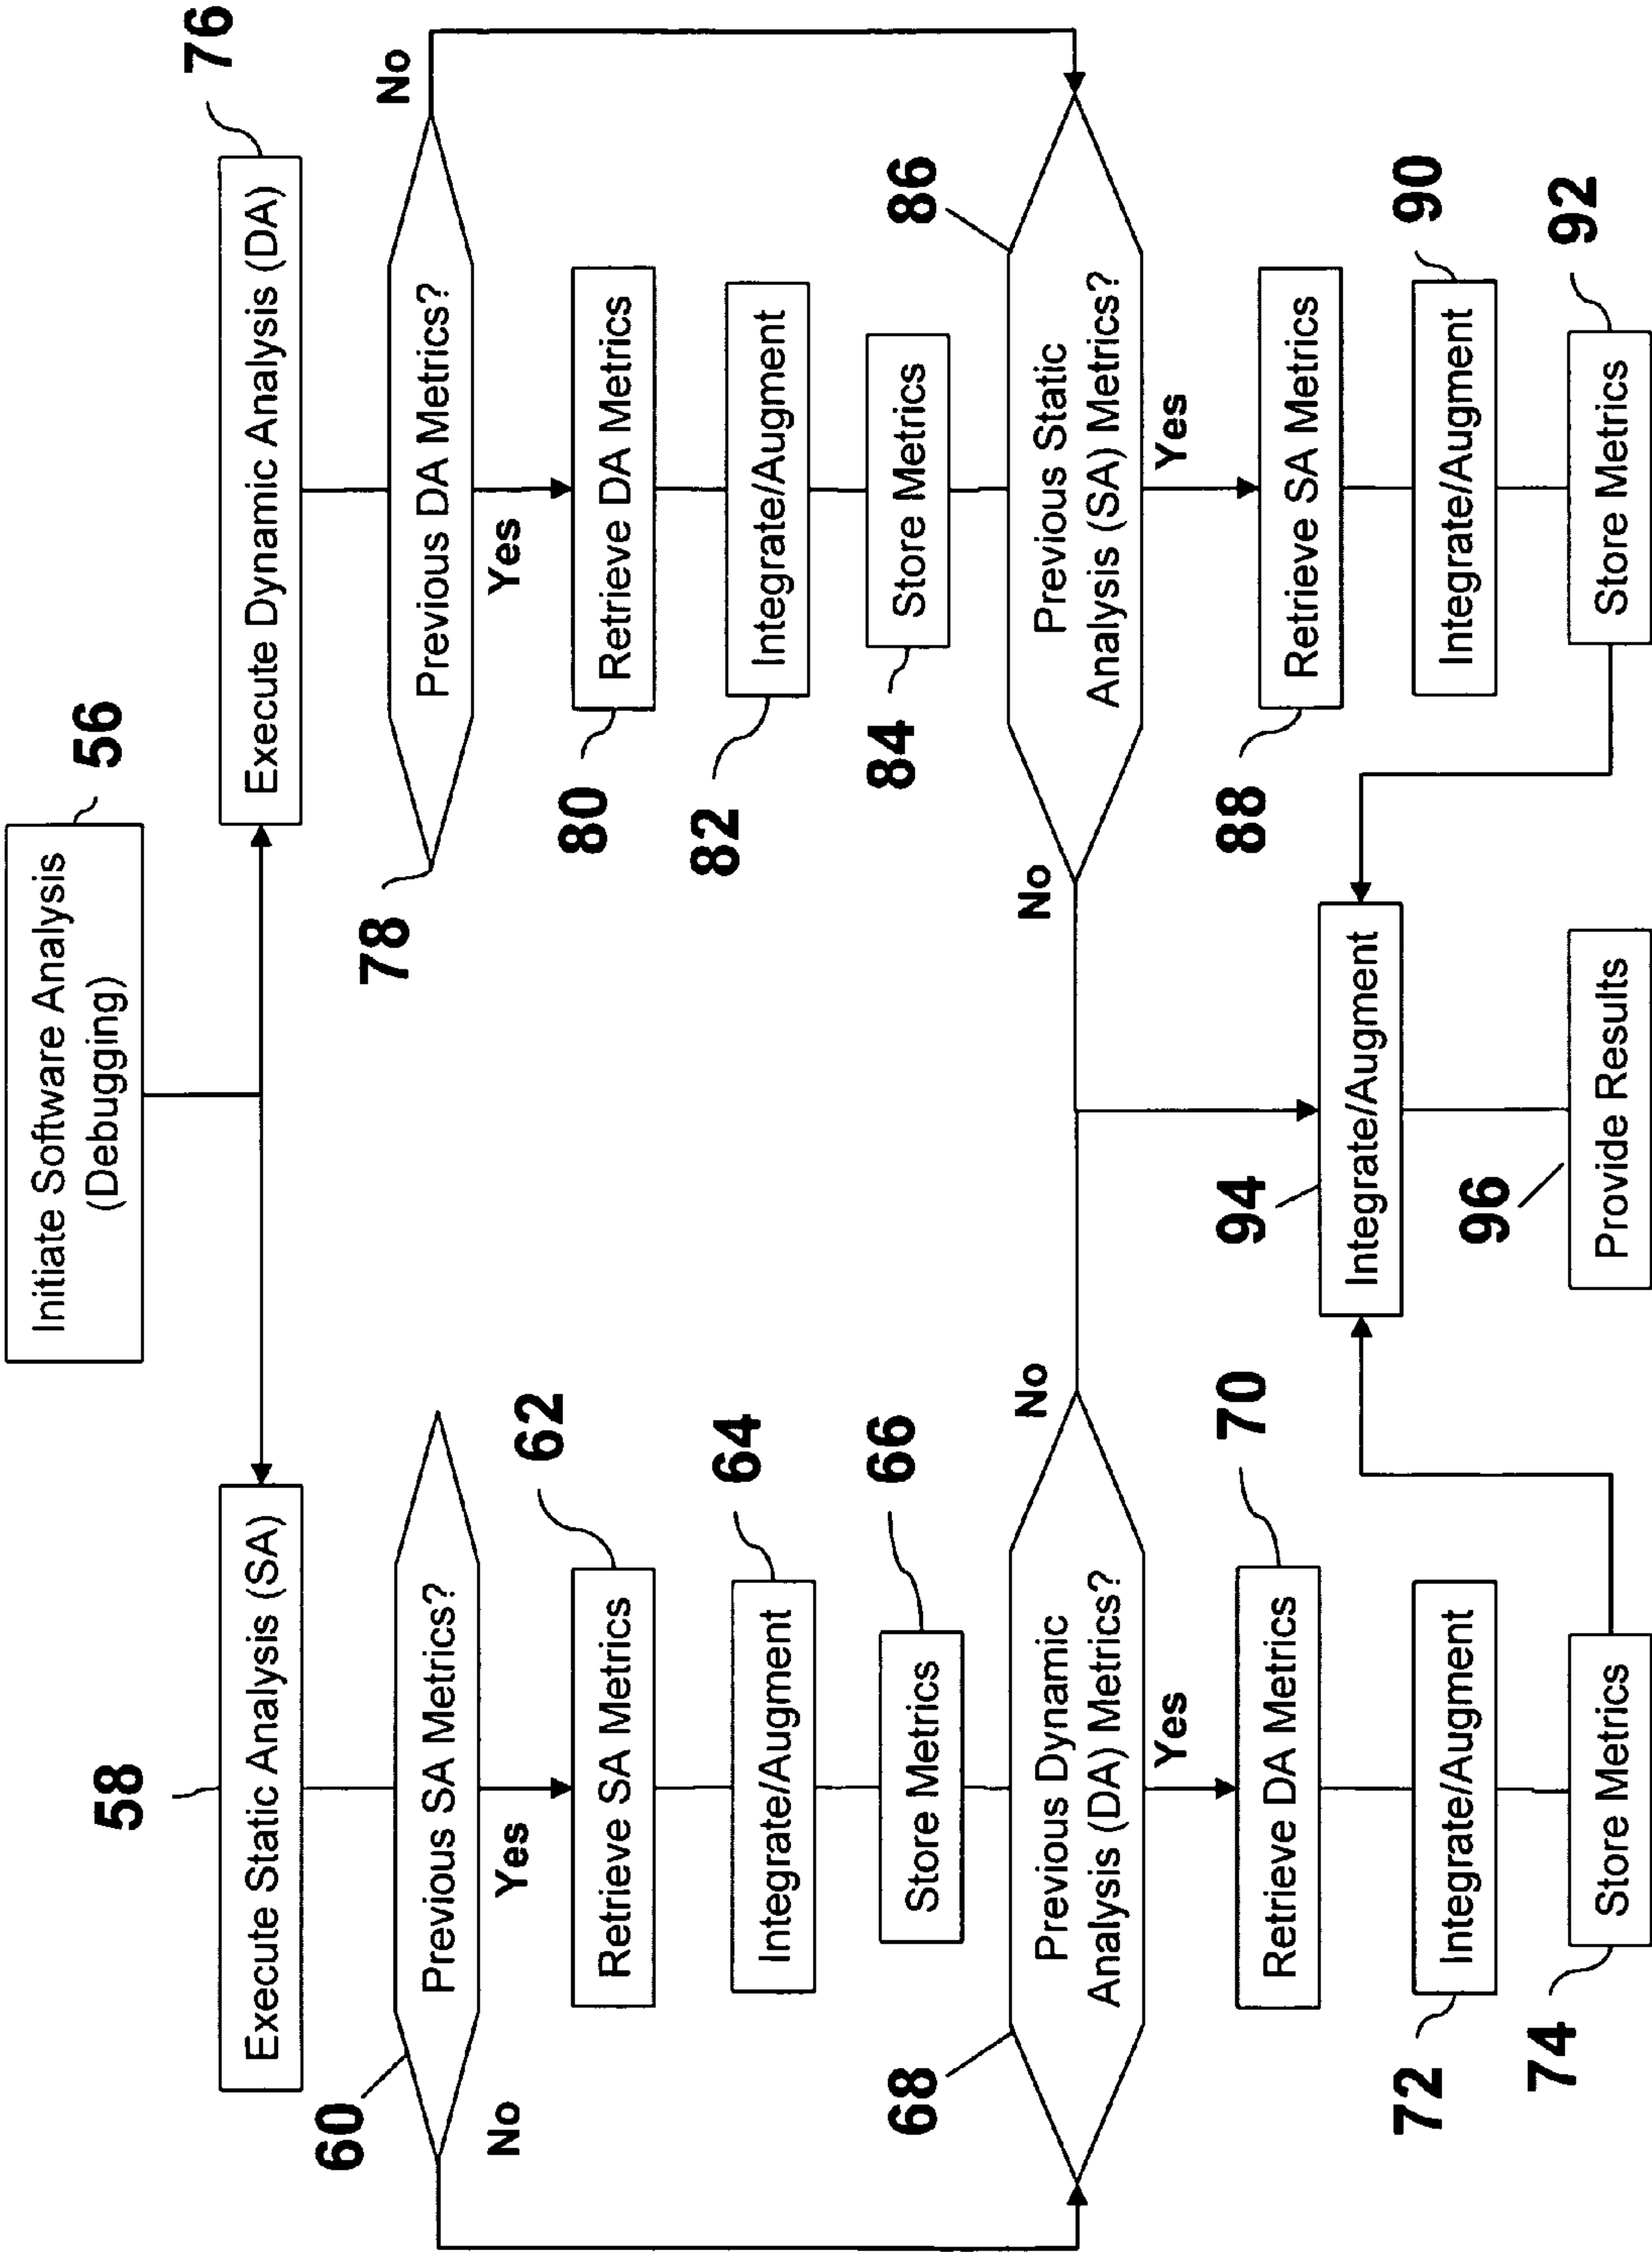 Initiate Software Analysis
(Debugging)
56
58
Execute Static Analysis (SA)
60
Previous SA Metrics?
No
Yes
62
Retrieve SA Metrics
64
Integrate/Augment
66
Store Metrics
68
Previous Dynamic
Analysis (DA) Metrics?
No
Yes
70
Retrieve DA Metrics
72
Integrate/Augment
74
Store Metrics
76
Execute Dynamic Analysis (DA)
78
Previous DA Metrics?
No
Yes
80
Retrieve DA Metrics
82
Integrate/Augment
84
Store Metrics
86
Previous Static
Analysis (SA) Metrics?
No
Yes
88
Retrieve SA Metrics
90
Integrate/Augment
92
Store Metrics
94
Integrate/Augment
96
Provide Results